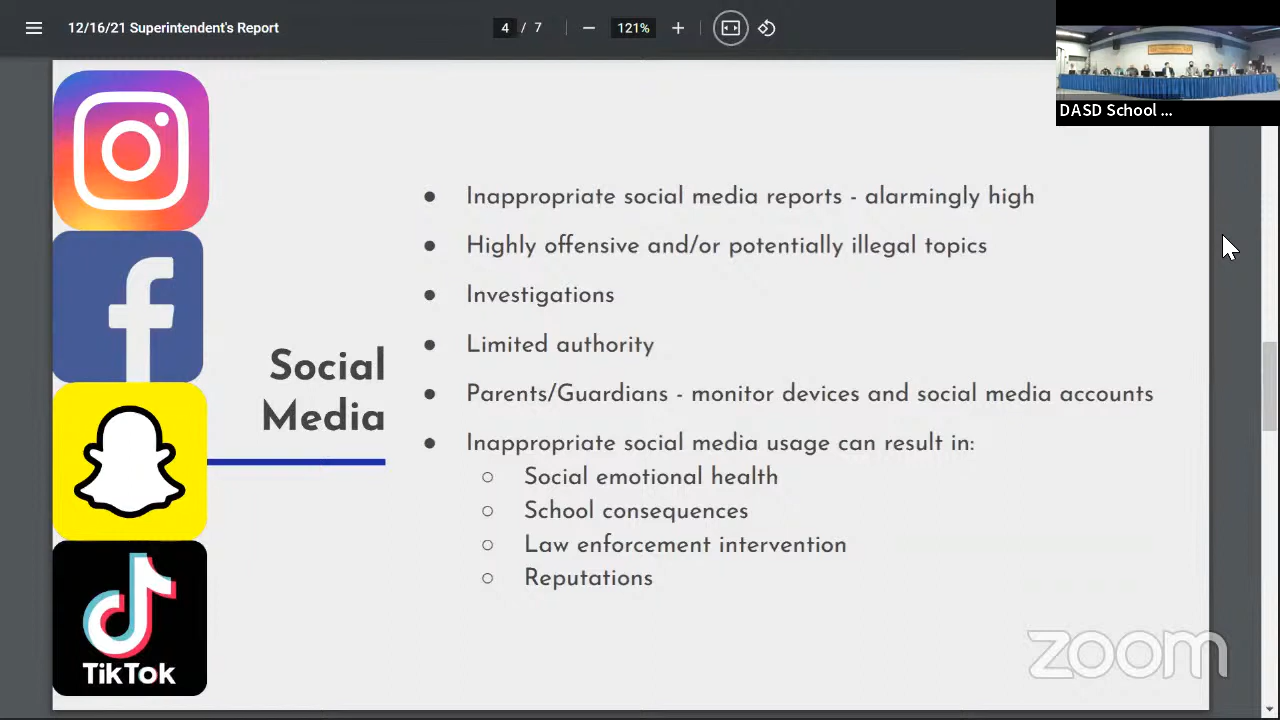 12/16/21 Superintendent's Report
4 / 7
121%
DASD School ...
Social
Media
● Inappropriate social media reports - alarmingly high
● Highly offensive and/or potentially illegal topics
● Investigations
● Limited authority
● Parents/Guardians - monitor devices and social media accounts
● Inappropriate social media usage can result in:
○ Social emotional health
○ School consequences
○ Law enforcement intervention
○ Reputations
TikTok
zoom